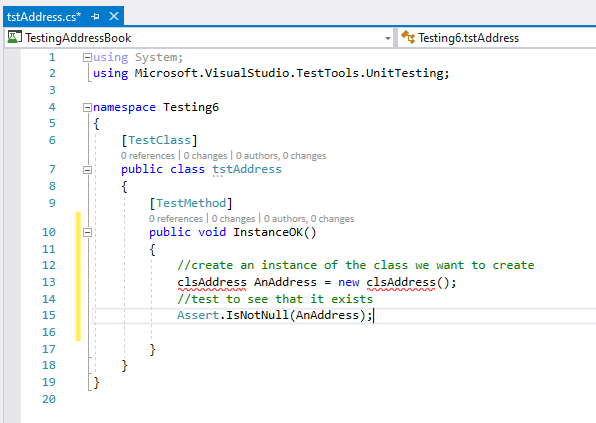 tstAddress.cs*
TestingAddressBook Testing6.tstAddress
1 using System;
2 using Microsoft.VisualStudio.TestTools.UnitTesting;
3
4 namespace Testing6
5 {
6 [TestClass]
0 references | 0 changes | 0 authors, 0 changes
7 public class tstAddress
8 {
9 [TestMethod]
0 references | 0 changes | 0 authors, 0 changes
10 public void InstanceOK()
11 {
12 //create an instance of the class we want to create
13 clsAddress AnAddress = new clsAddress();
14 //test to see that it exists
15 Assert.IsNotNull(AnAddress);
16
17 }
18 }
19 }
20